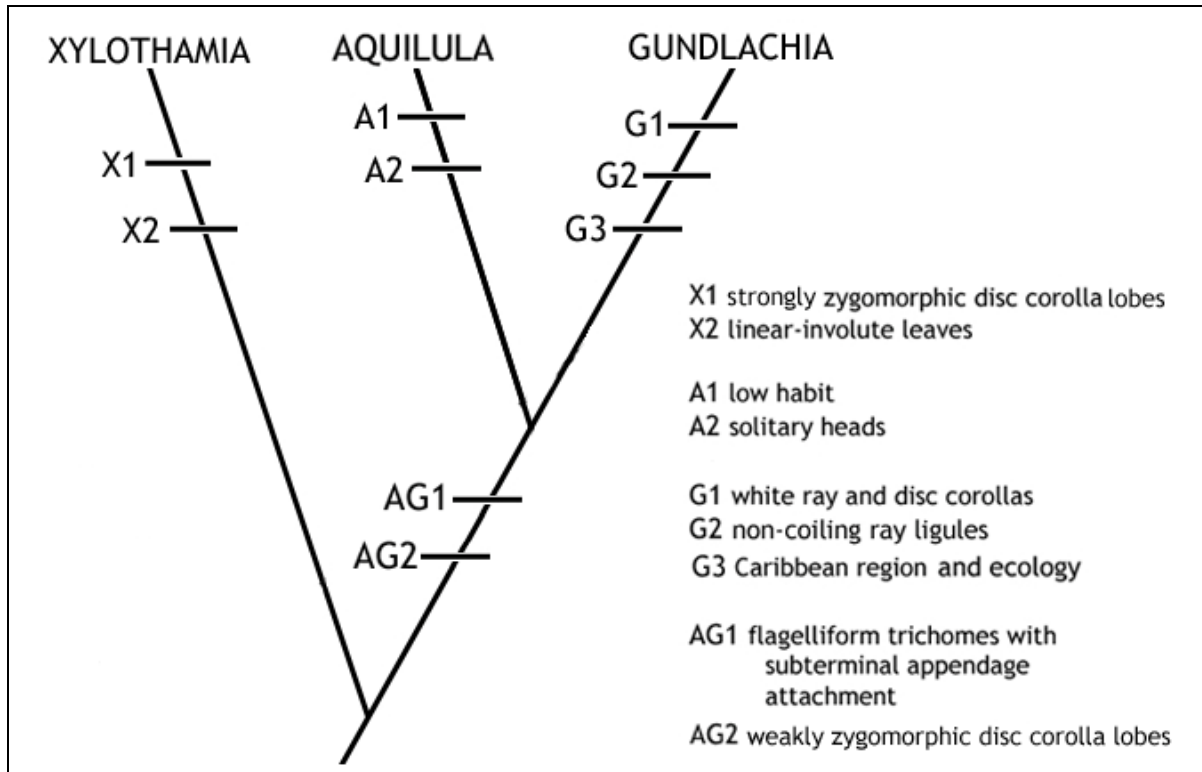 XYLOTHAMIA AQUILULA GUNDLACHIA
A1 G1
X1 A2 G2
X2 G3
X1 strongly zygomorphic disc corolla lobes
X2 linear-involute leaves
A1 low habit
A2 solitary heads
AG1 G1 white ray and disc corollas
G2 non-coiling ray ligules
AG2 G3 Caribbean region and ecology
AG1 flagelliform trichomes with
subterminal appendage
attachment
AG2 weakly zygomorphic disc corolla lobes